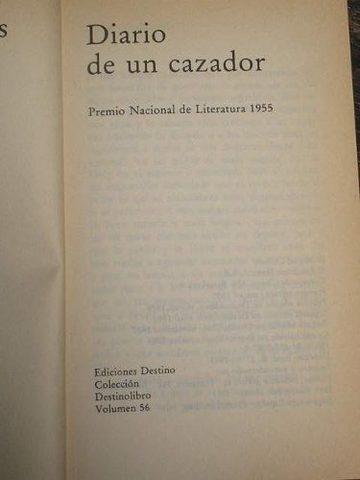 s
Diario
de un cazador
Premio Nacional de Literatura 1955
Ediciones Destino
Colección
Destinolibro
Volumen 56